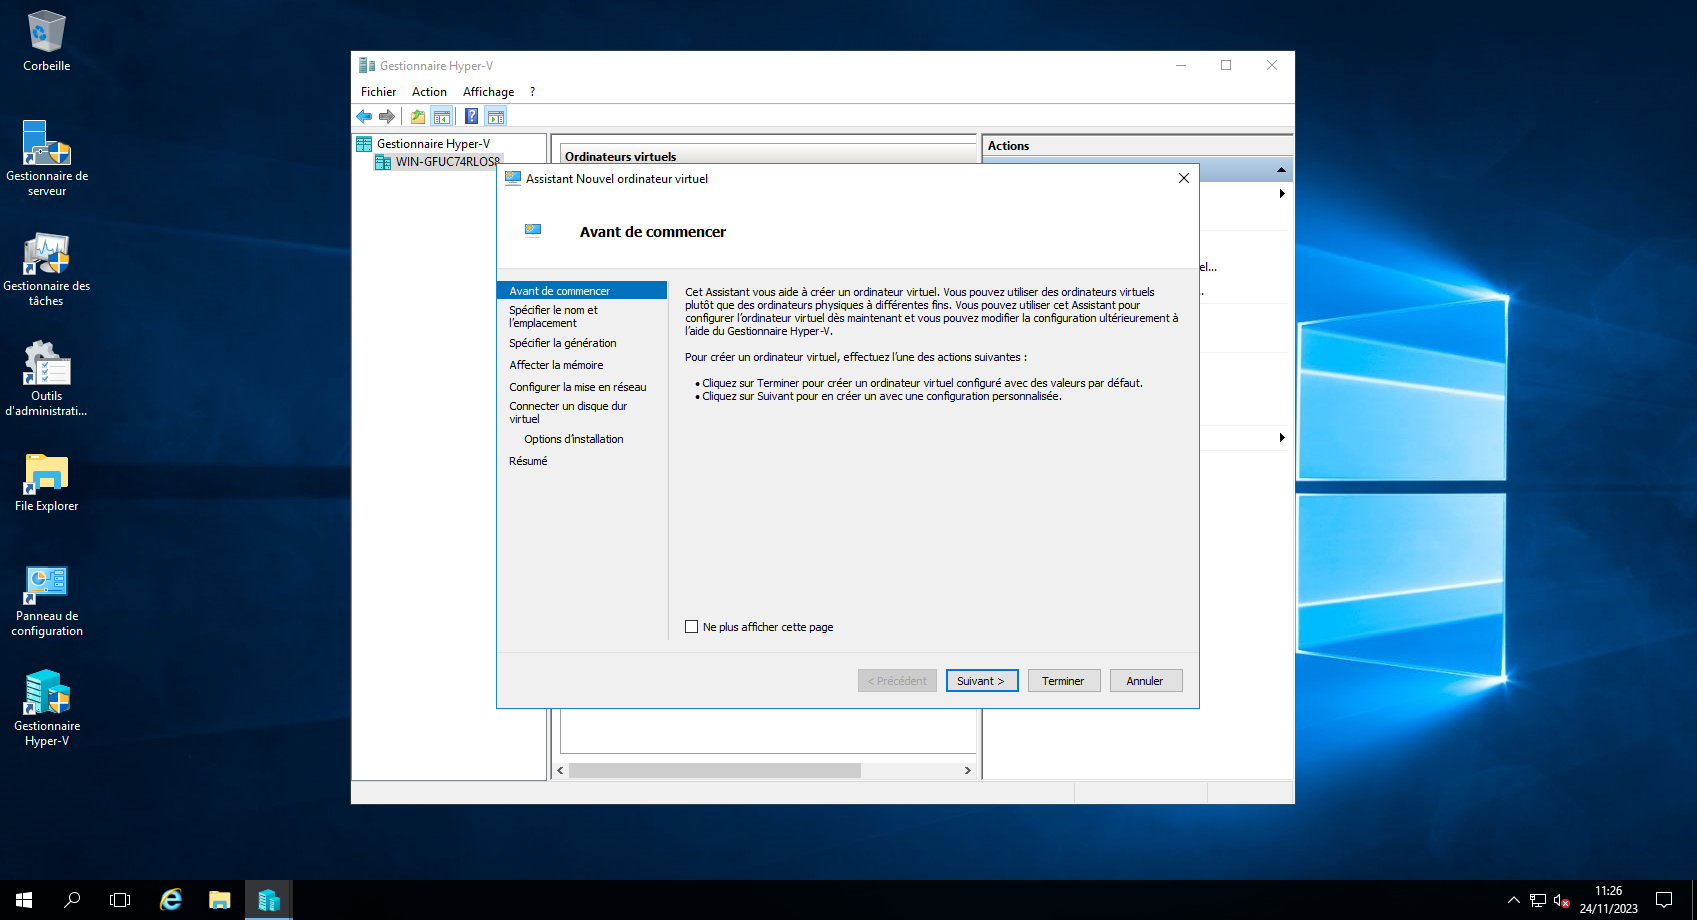 Corbeille
Gestionnaire de
serveur
Gestionnaire des
tâches
Outils
d'administrati...
File Explorer
Panneau de
configuration
Gestionnaire
Hyper-V
Gestionnaire Hyper-V
Fichier Action Affichage ?
Gestionnaire Hyper-V
WIN-GFUC74RLOS8
Ordinateurs virtuels
Actions
el...
Assistant Nouvel ordinateur virtuel
Avant de commencer
Avant de commencer
Spécifier le nom et
l'emplacement
Spécifier la génération
Affecter la mémoire
Configurer la mise en réseau
Connecter un disque dur
virtuel
Options d'installation
Résumé
Cet Assistant vous aide à créer un ordinateur virtuel. Vous pouvez utiliser des ordinateurs virtuels
plutôt que des ordinateurs physiques à différentes fins. Vous pouvez utiliser cet Assistant pour
configurer l'ordinateur virtuel dès maintenant et vous pouvez modifier la configuration ultérieurement à
l'aide du Gestionnaire Hyper-V.
Pour créer un ordinateur virtuel, effectuez l'une des actions suivantes :
• Cliquez sur Terminer pour créer un ordinateur virtuel configuré avec des valeurs par défaut.
• Cliquez sur Suivant pour en créer un avec une configuration personnalisée.
Ne plus afficher cette page
< Précédent Suivant > Terminer Annuler
11:26
24/11/2023